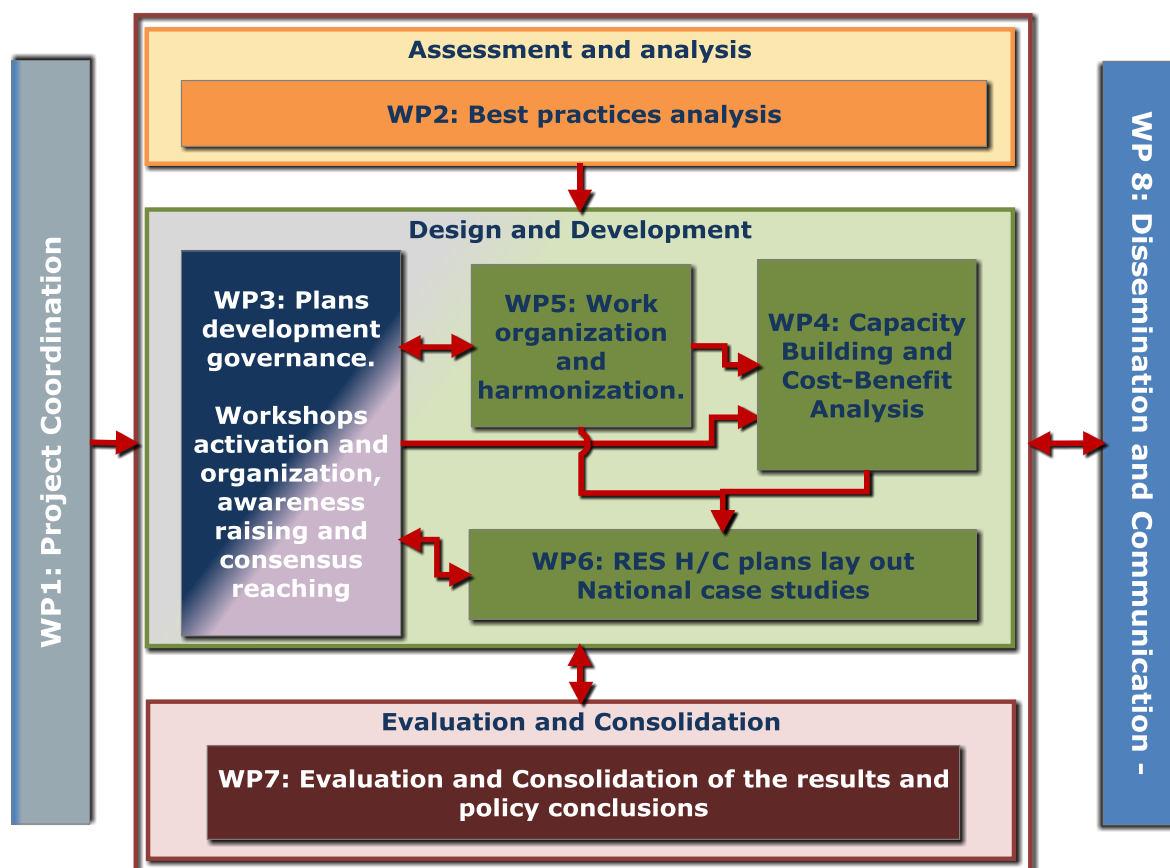 WP1: Project Coordination
Assessment and analysis
WP2: Best practices analysis
Design and Development
WP3: Plans
development
governance.
Workshops
activation and
organization,
awareness
raising and
consensus
reaching
WP5: Work
organization
and
harmonization.
WP4: Capacity
Building and
Cost-Benefit
Analysis
WP6: RES H/C plans lay out
National case studies
Evaluation and Consolidation
WP7: Evaluation and Consolidation of the results and
policy conclusions
WP 8: Dissemination and Communication –